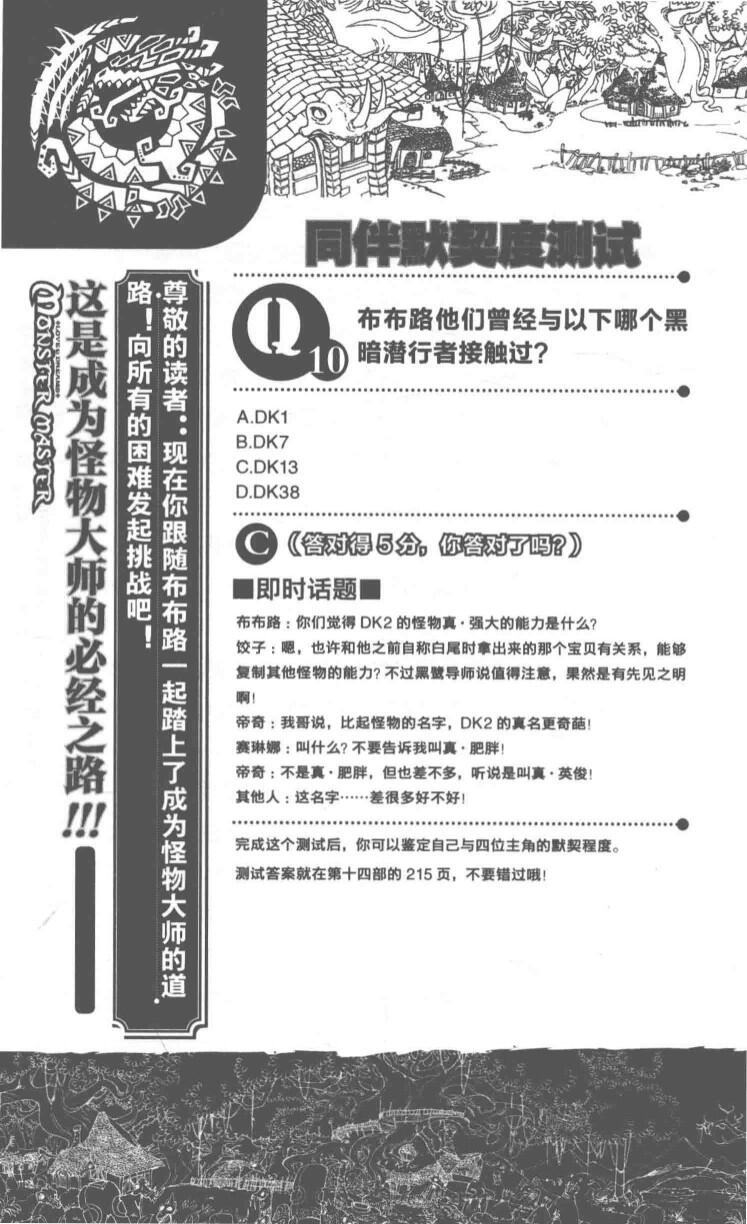 同伴默契度测试
Q10
布布路他们曾经与以下哪个黑
暗潜行者接触过?
A.DK1
B.DK7
C.DK13
D.DK38
C(答对得5分,你答对了吗?)
■即时话题■
布布路:你们觉得 DK2 的怪物真·强大的能力是什么?
饺子:嗯,也许和他之前自称白尾时拿出来的那个宝贝有关系,能够
复制其他怪物的能力?不过黑鹭导师说值得注意,果然是有先见之明
啊!
帝奇:我哥说,比起怪物的名字,DK2 的真名更奇葩!
赛琳娜:叫什么?不要告诉我叫真·肥胖!
帝奇:不是真·肥胖,但也差不多,听说是叫真·英俊!
其他人:这名字……差很多好不好!
完成这个测试后,你可以鉴定自己与四位主角的默契程度。
测试答案就在第十四部的 215 页,不要错过哦!
尊敬的读者:现在你跟随布布路一起踏上了成为怪物大师的道
路!向所有的困难发起挑战吧!
这是成为怪物大师的必经之路!!!
LOVE & DREAMS
MONSTER MASTER